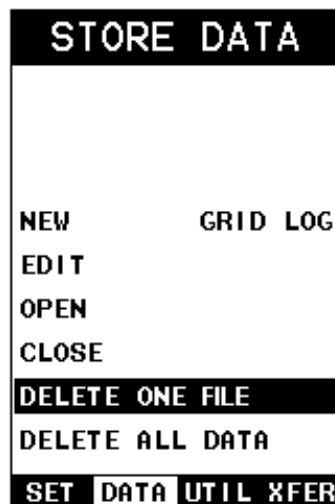 STORE DATA
NEW GRID LOG
EDIT
OPEN
CLOSE
DELETE ONE FILE
DELETE ALL DATA
SET DATA UTIL XFER